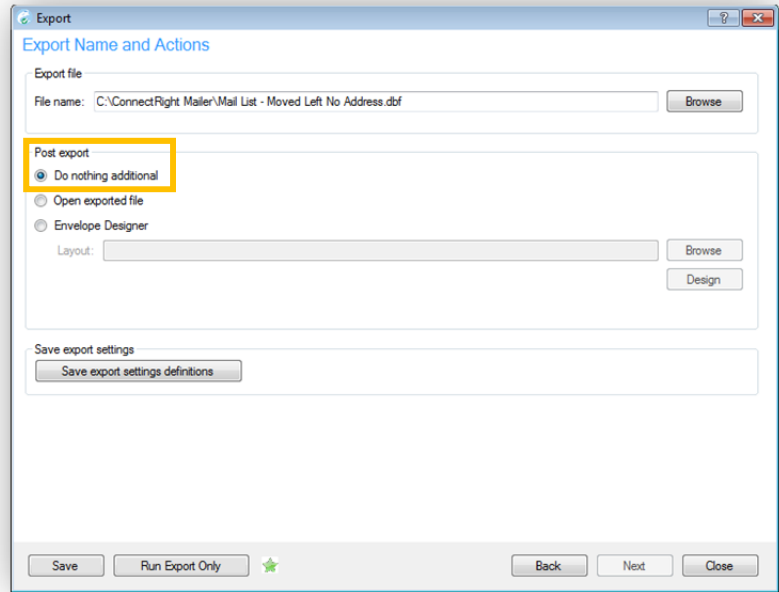 Export
?
Export Name and Actions
Export file
File name: C:\ConnectRight Mailer\Mail List - Moved Left No Address.dbf Browse
Post export
Do nothing additional
Open exported file
Envelope Designer
Layout: Browse
Design
Save export settings
Save export settings definitions
Save Run Export Only Back Next Close